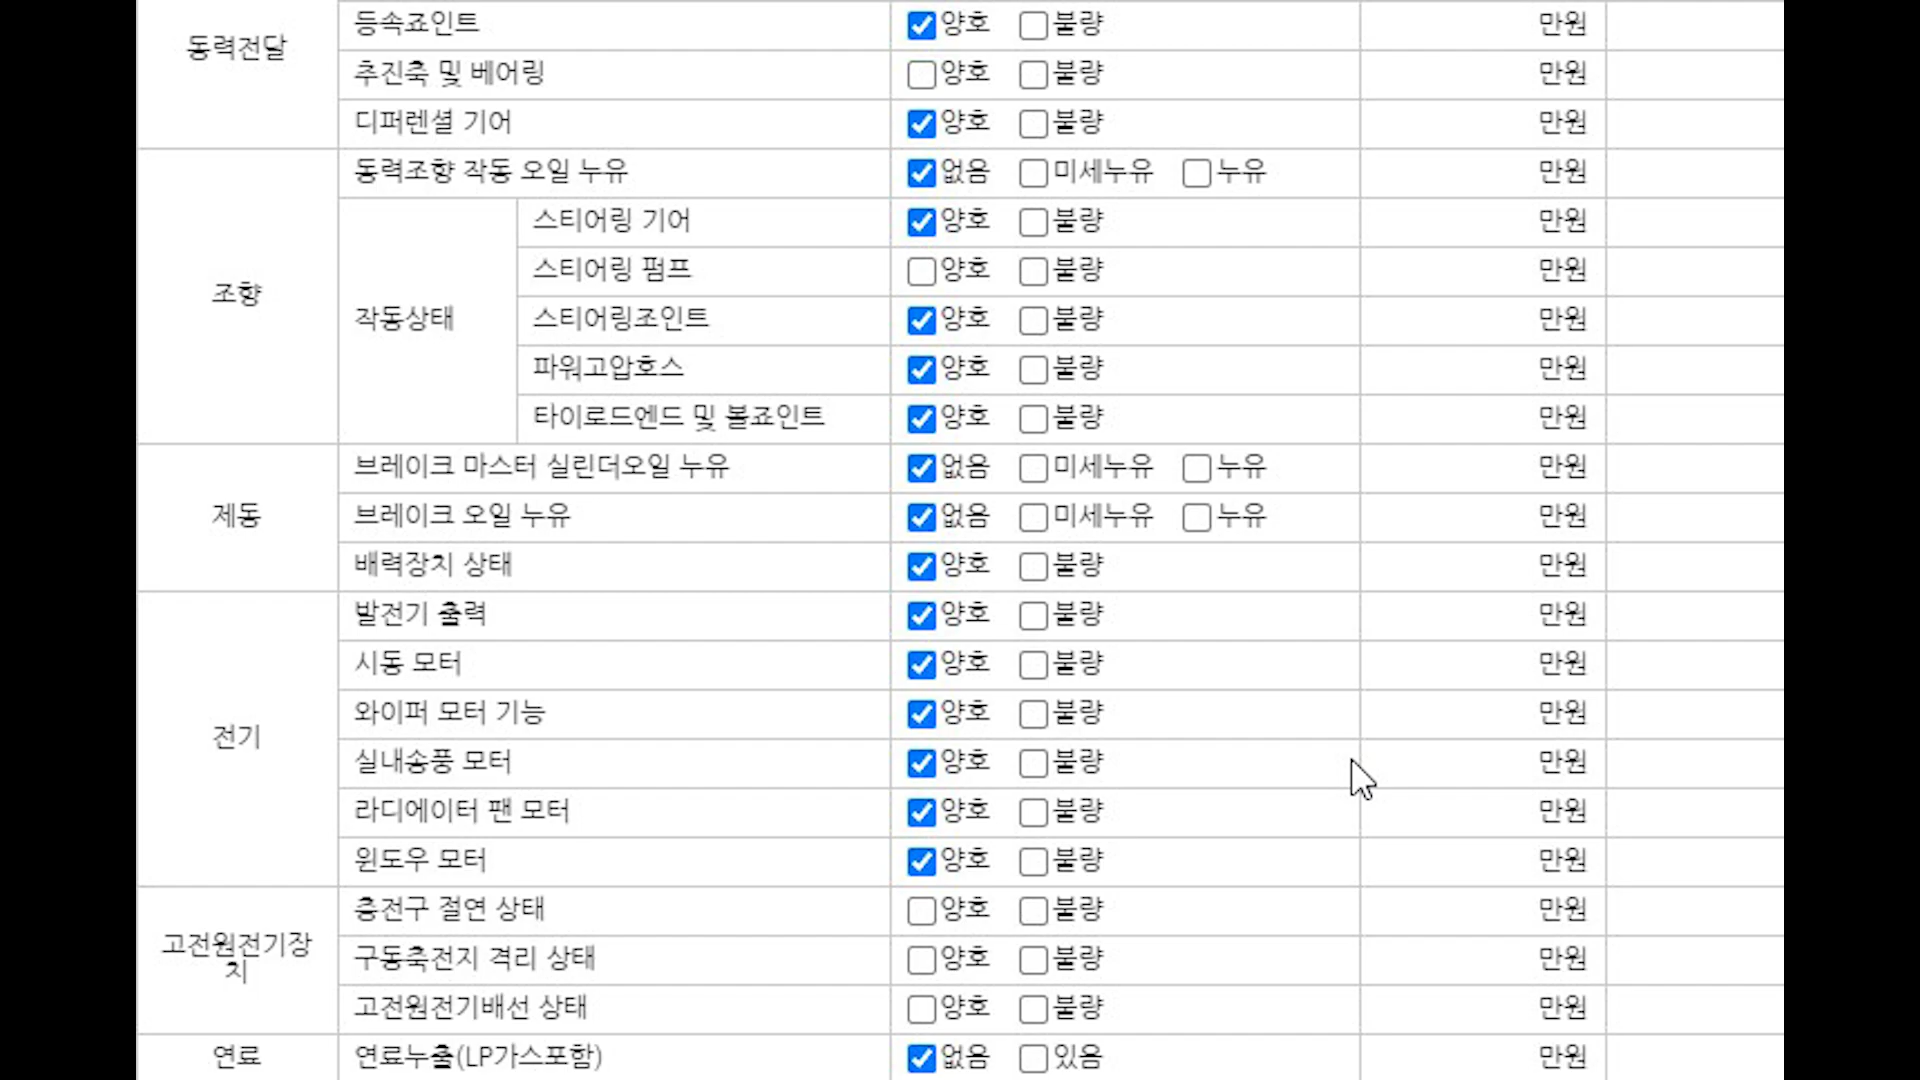 동력전달
등속죠인트 양호 불량 만원
추진축 및 베어링 양호 불량 만원
디퍼렌셜 기어 양호 불량 만원
조향
동력조향 작동 오일 누유 없음 미세누유 누유 만원
작동상태
스티어링 기어 양호 불량 만원
스티어링 펌프 양호 불량 만원
스티어링조인트 양호 불량 만원
파워고압호스 양호 불량 만원
타이로드엔드 및 볼죠인트 양호 불량 만원
제동
브레이크 마스터 실린더오일 누유 없음 미세누유 누유 만원
브레이크 오일 누유 없음 미세누유 누유 만원
배력장치 상태 양호 불량 만원
전기
발전기 출력 양호 불량 만원
시동 모터 양호 불량 만원
와이퍼 모터 기능 양호 불량 만원
실내송풍 모터 양호 불량 만원
라디에이터 팬 모터 양호 불량 만원
윈도우 모터 양호 불량 만원
고전원전기장
치
충전구 절연 상태 양호 불량 만원
구동축전지 격리 상태 양호 불량 만원
고전원전기배선 상태 양호 불량 만원
연료
연료누출(LP가스포함) 없음 있음 만원